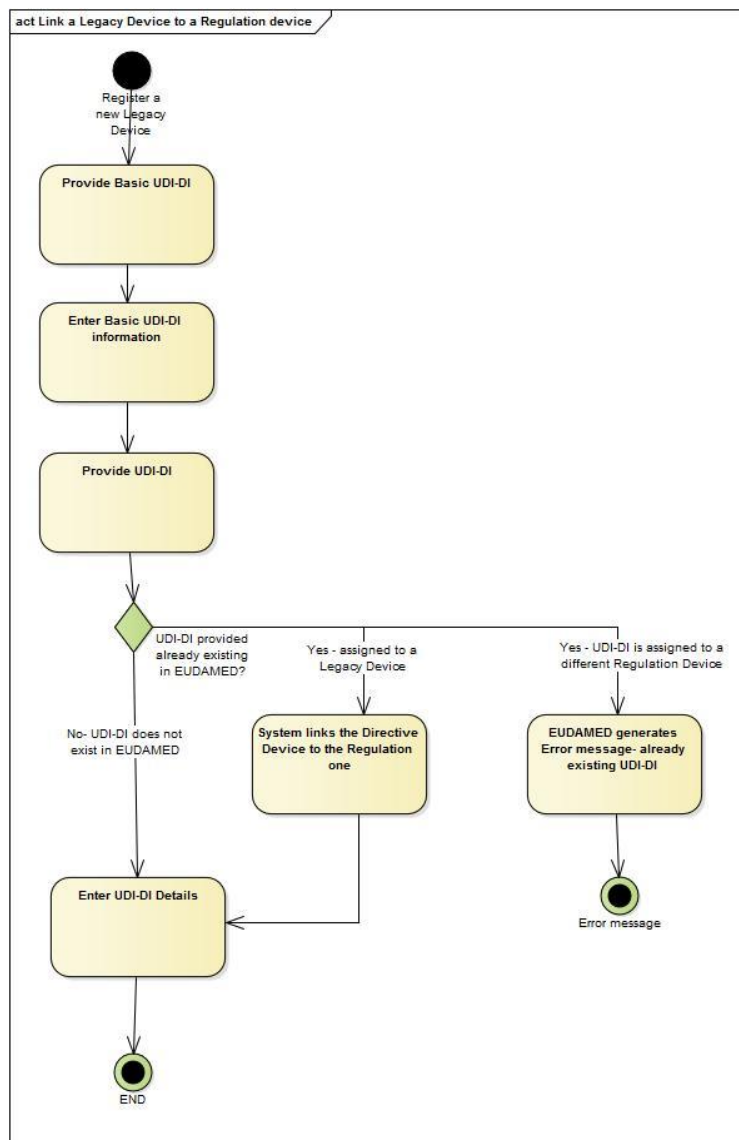 act Link a Legacy Device to a Regulation device
Register a
new Legacy
Device
Provide Basic UDI-DI
Enter Basic UDI-DI
information
Provide UDI-DI
UDI-DI provided
already existing
in EUDAMED?
Yes - assigned to a
Legacy Device
Yes - UDI-DI is assigned to a
different Regulation Device
No- UDI-DI does not
exist in EUDAMED
System links the Directive
Device to the Regulation
one
EUDAMED generates
Error message- already
existing UDI-DI
Enter UDI-DI Details
Error message
END